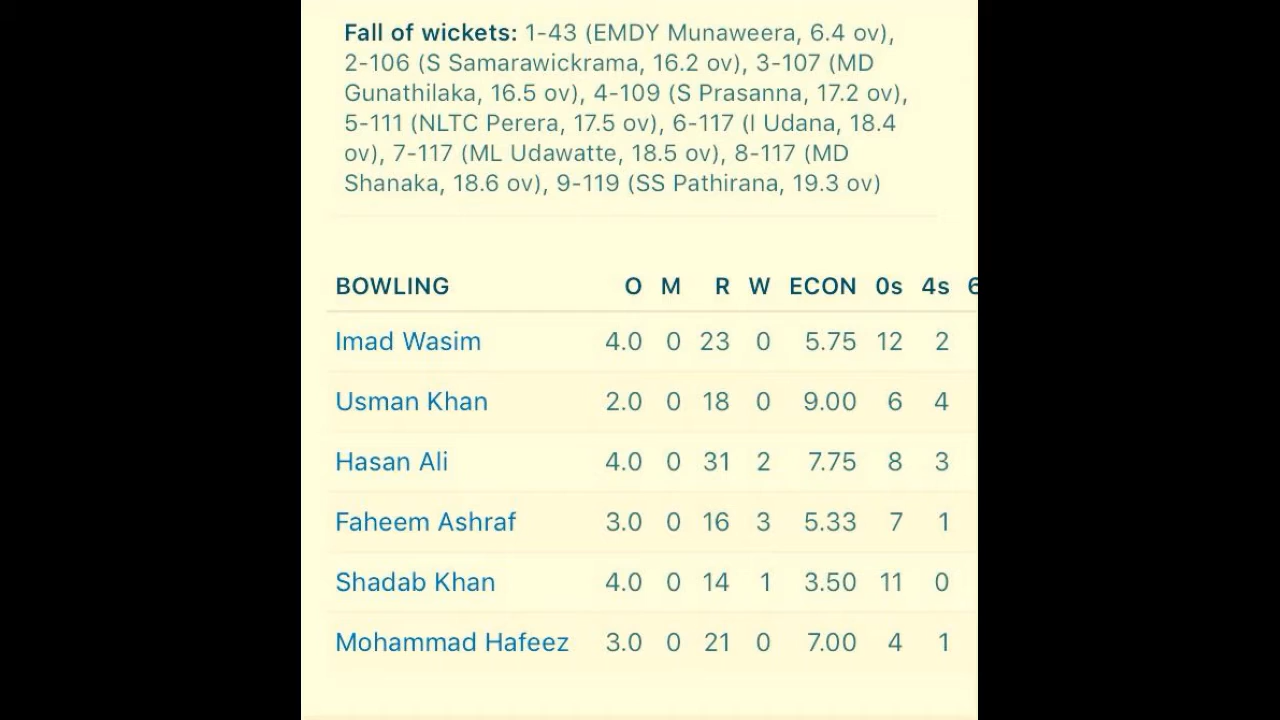 Fall of wickets: 1-43 (EMDY Munaweera, 6.4 ov),
2-106 (S Samarawickrama, 16.2 ov), 3-107 (MD
Gunathilaka, 16.5 ov), 4-109 (S Prasanna, 17.2 ov),
5-111 (NLTC Perera, 17.5 ov), 6-117 (I Udana, 18.4
ov), 7-117 (ML Udawatte, 18.5 ov), 8-117 (MD
Shanaka, 18.6 ov), 9-119 (SS Pathirana, 19.3 ov)
BOWLING O M R W ECON 0s 4s 6
Imad Wasim 4.0 0 23 0 5.75 12 2
Usman Khan 2.0 0 18 0 9.00 6 4
Hasan Ali 4.0 0 31 2 7.75 8 3
Faheem Ashraf 3.0 0 16 3 5.33 7 1
Shadab Khan 4.0 0 14 1 3.50 11 0
Mohammad Hafeez 3.0 0 21 0 7.00 4 1